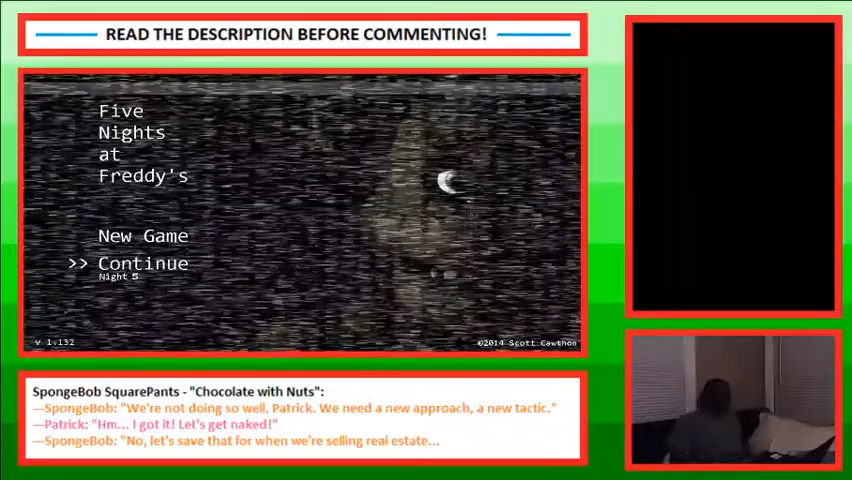 READ THE DESCRIPTION BEFORE COMMENTING!
Five
Nights
at
Freddy's
New Game
>> Continue
Night 5
v 1.132
©2014 Scott Cawthon
SpongeBob SquarePants - "Chocolate with Nuts":
—SpongeBob: "We're not doing so well, Patrick. We need a new approach, a new tactic."
—Patrick: "Hm... I got it! Let's get naked!"
—SpongeBob: "No, let's save that for when we're selling real estate...